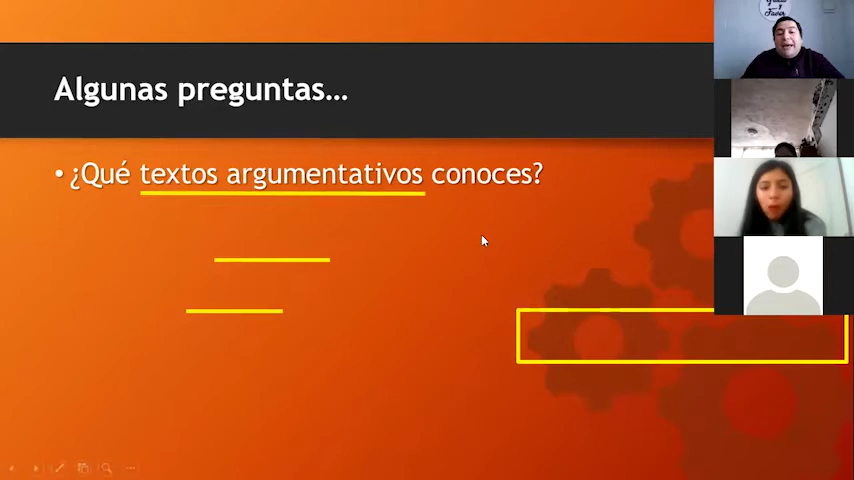 Algunas preguntas...
• ¿Qué textos argumentativos conoces?